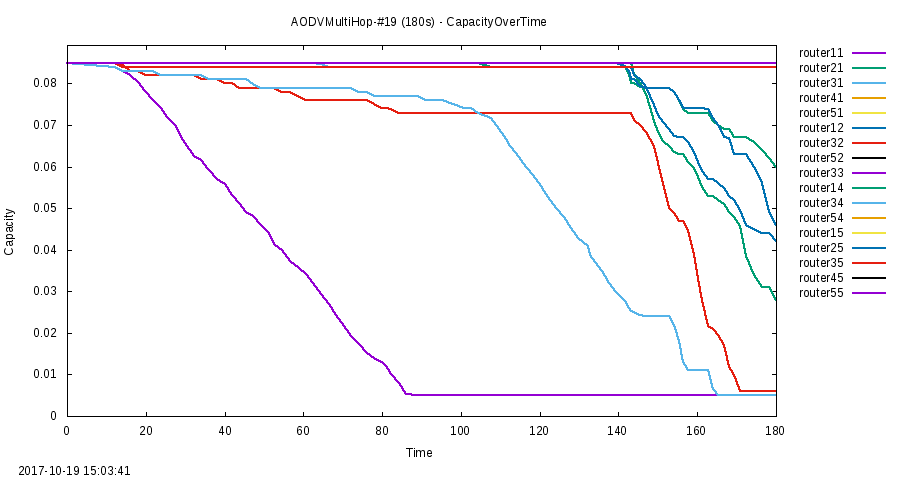 AODVMultiHop-#19 (180s) - CapacityOverTime
router11
router21
router31
router41
router51
router12
router32
router52
router33
router14
router34
router54
router15
router25
router35
router45
router55
0.08
0.07
0.06
0.05
0.04
0.03
0.02
0.01
0
Capacity
0 20 40 60 80 100 120 140 160 180
Time
2017-10-19 15:03:41